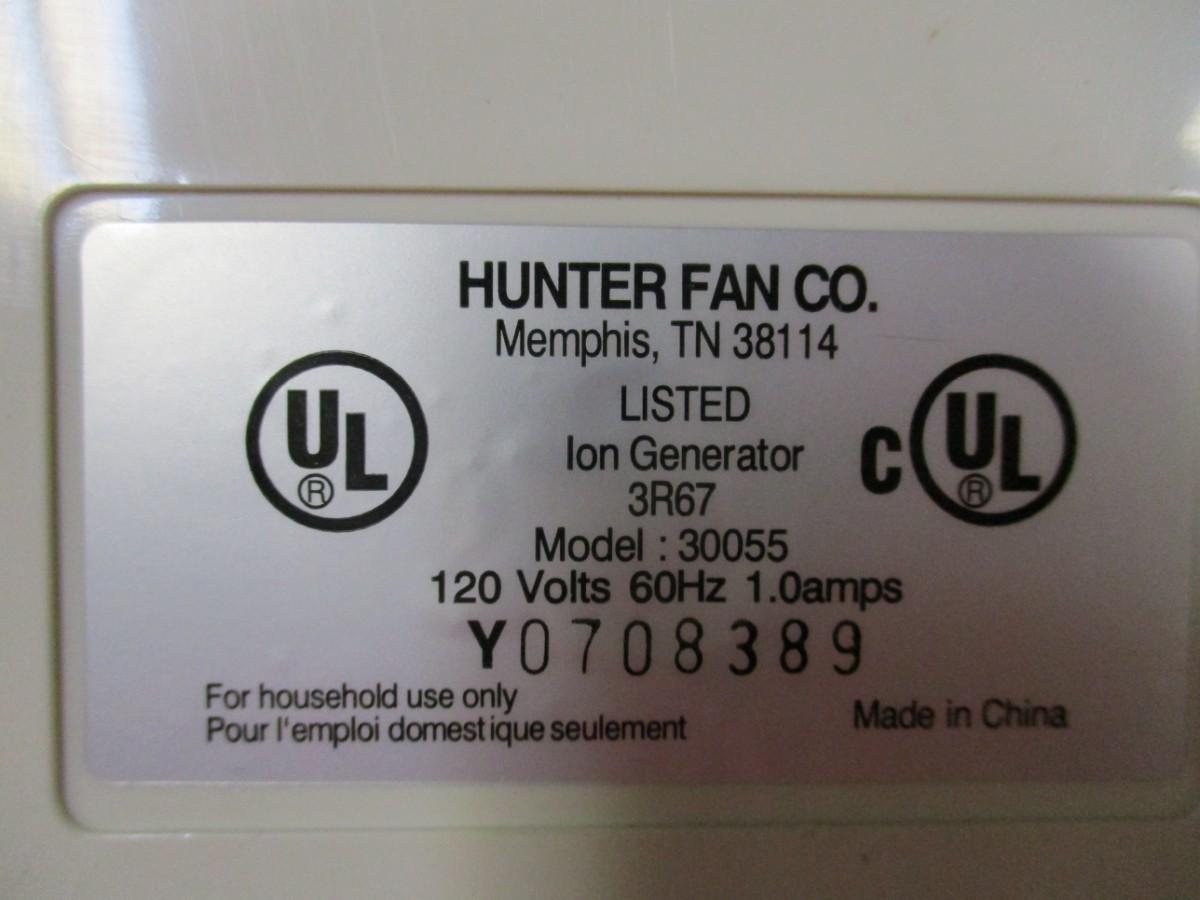 HUNTER FAN CO.
Memphis, TN 38114
UL ®
LISTED
Ion Generator
3R67
C UL ®
Model : 30055
120 Volts 60Hz 1.0amps
Y0708389
For household use only
Pour l'emploi domestique seulement
Made in China